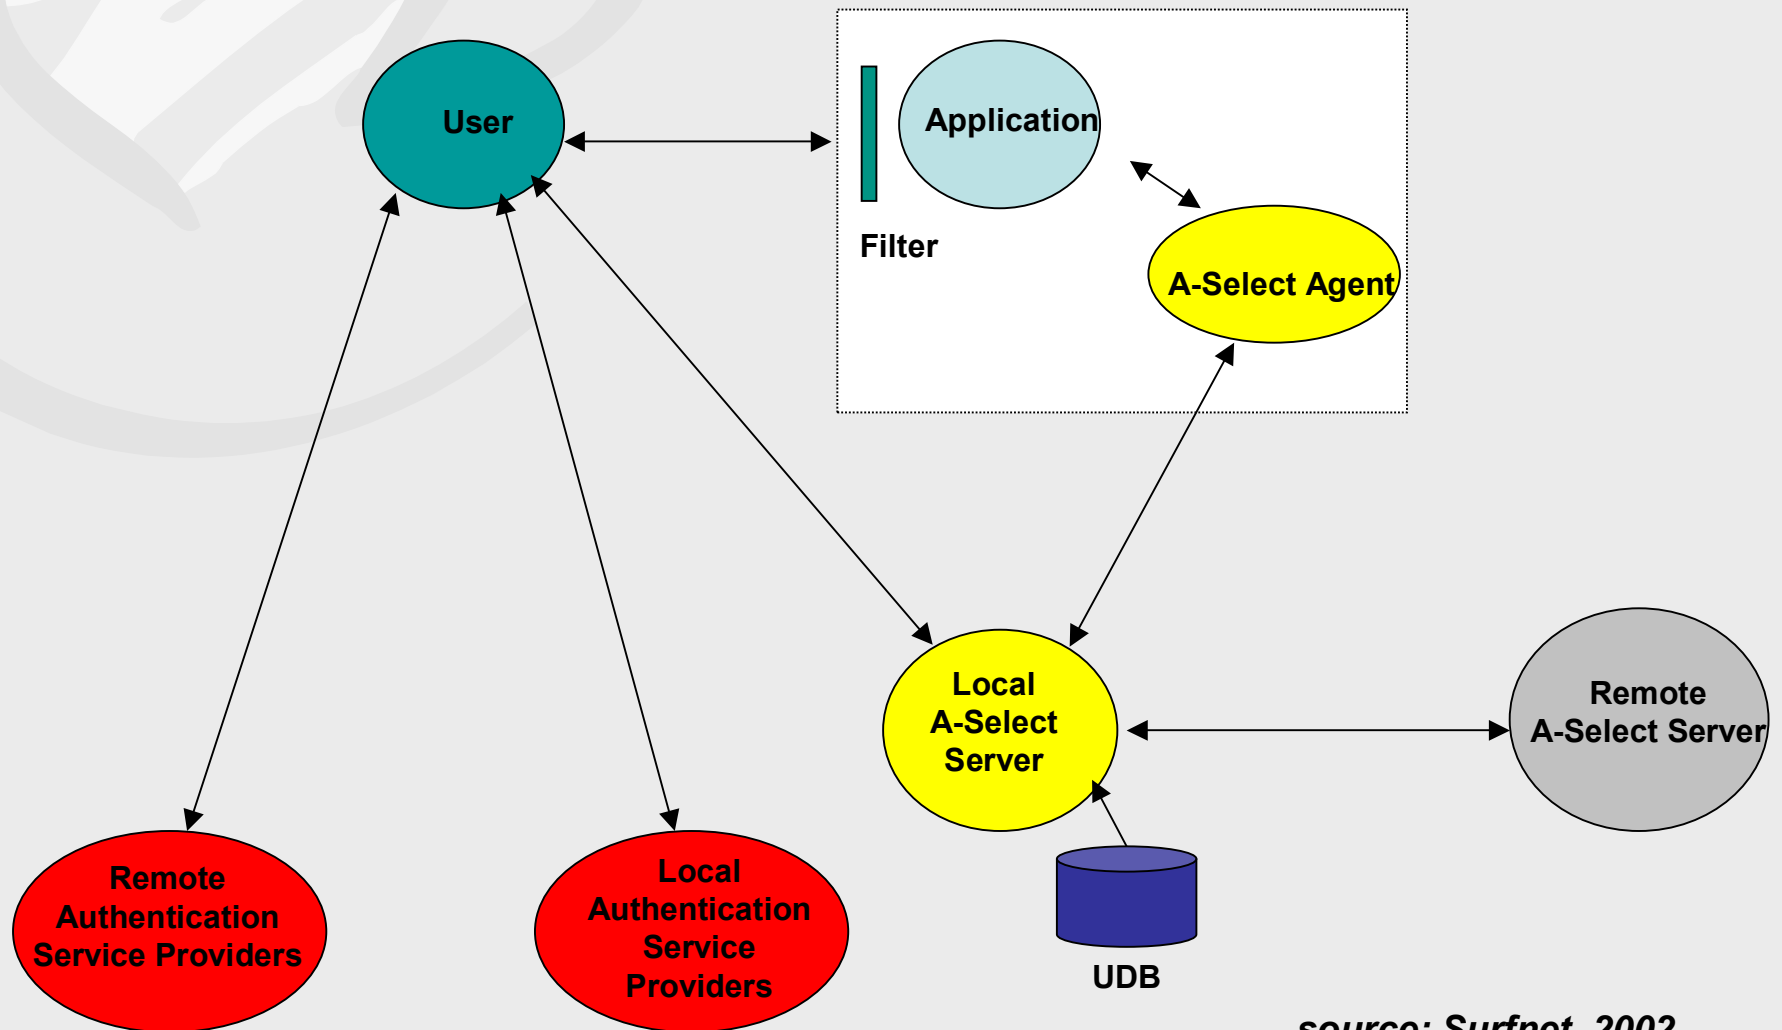 User
Application
Filter
A-Select Agent
Local
A-Select
Server
Remote
A-Select Server
Remote
Authentication
Service Providers
Local
Authentication
Service
Providers
UDB
source: Surfnet, 2002